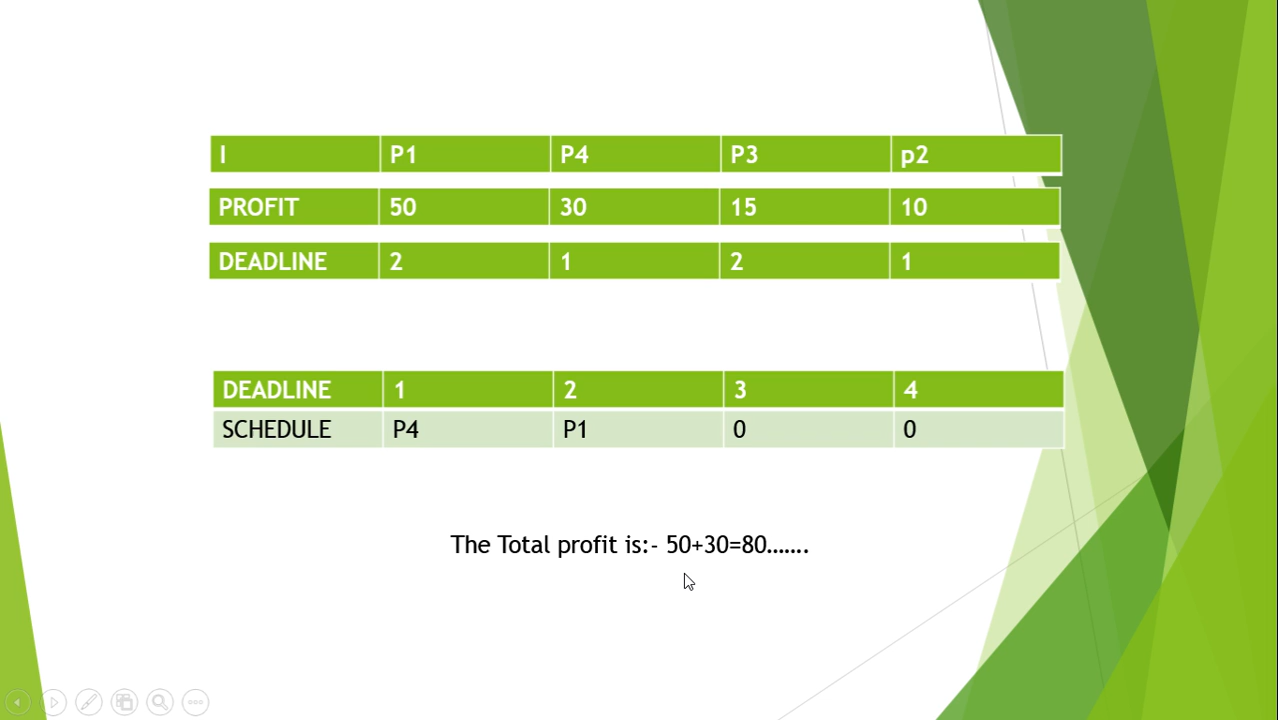 I P1 P4 P3 p2
PROFIT 50 30 15 10
DEADLINE 2 1 2 1
DEADLINE 1 2 3 4
SCHEDULE P4 P1 0 0
The Total profit is:- 50+30=80…….